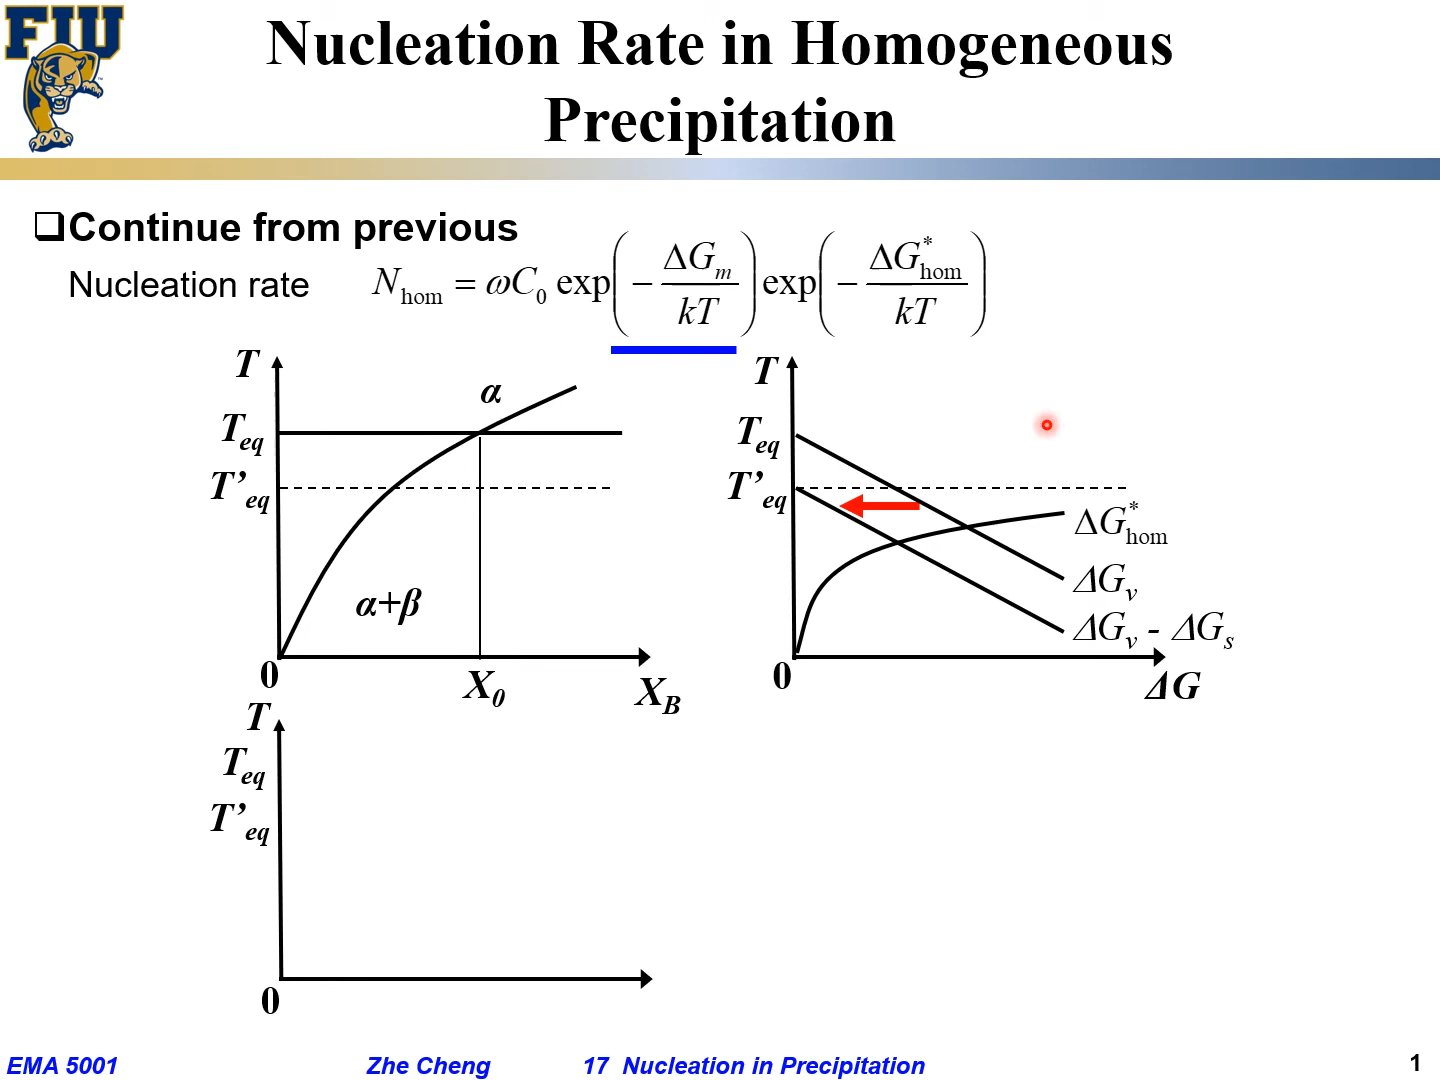 FIU
Nucleation Rate in Homogeneous
Precipitation
❑Continue from previous
Nucleation rate N_hom = ωC_0 exp(−ΔG_m/kT) exp(−ΔG*_hom/kT)
T
α
T_eq
T’_eq
α+β
0
X_0
X_B
T
T_eq
T’_eq
ΔG*_hom
ΔG_v
ΔG_v - ΔG_s
0
ΔG
T
T_eq
T’_eq
0
EMA 5001 Zhe Cheng 17 Nucleation in Precipitation 1